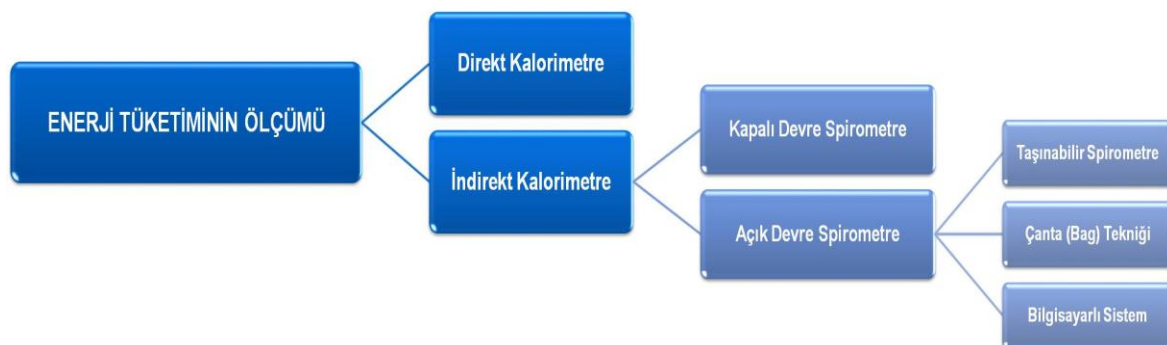 ENERJİ TÜKETİMİNİN ÖLÇÜMÜ
Direkt Kalorimetre
İndirekt Kalorimetre
Kapalı Devre Spirometre
Açık Devre Spirometre
Taşınabilir Spirometre
Çanta (Bag) Tekniği
Bilgisayarlı Sistem